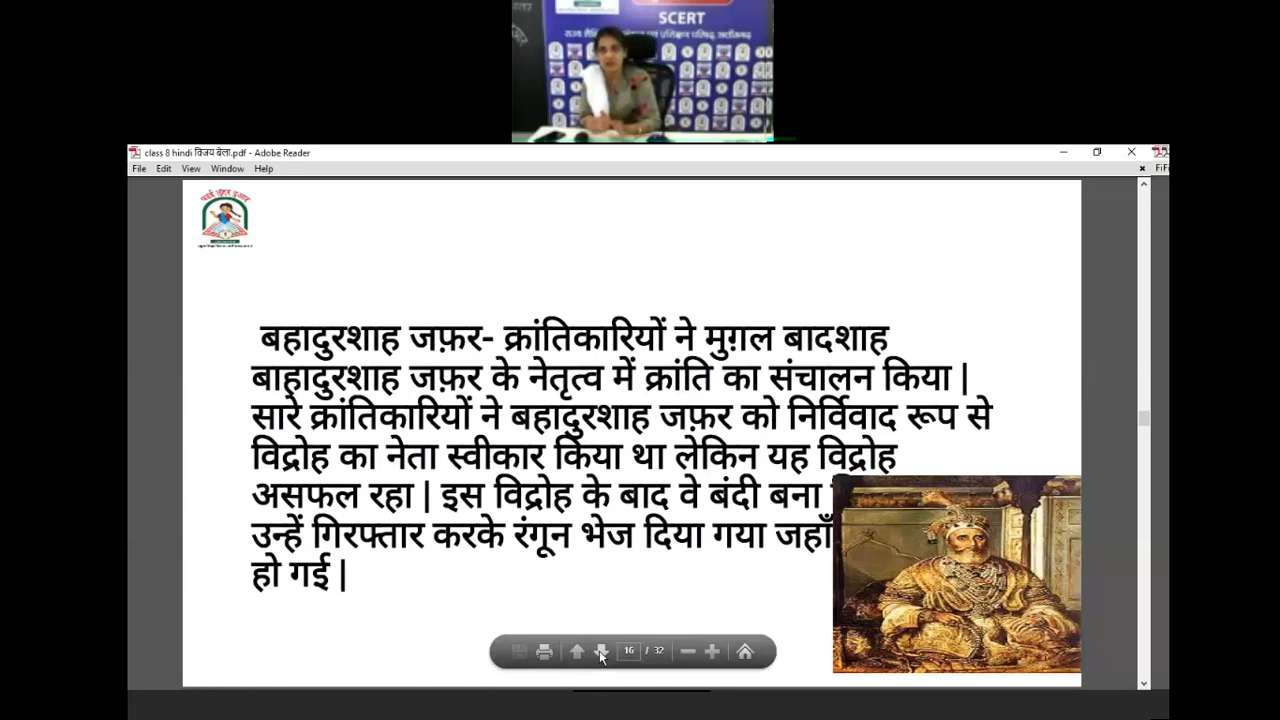 SCERT
class 8 hindi विजय बेला.pdf - Adobe Reader
File Edit View Window Help
बहादुरशाह जफ़र- क्रांतिकारियों ने मुग़ल बादशाह
बाहादुरशाह जफ़र के नेतृत्व में क्रांति का संचालन किया |
सारे क्रांतिकारियों ने बहादुरशाह जफ़र को निर्विवाद रूप से
विद्रोह का नेता स्वीकार किया था लेकिन यह विद्रोह
असफल रहा | इस विद्रोह के बाद वे बंदी बना
उन्हें गिरफ्तार करके रंगून भेज दिया गया जहाँ
हो गई |
16 / 32